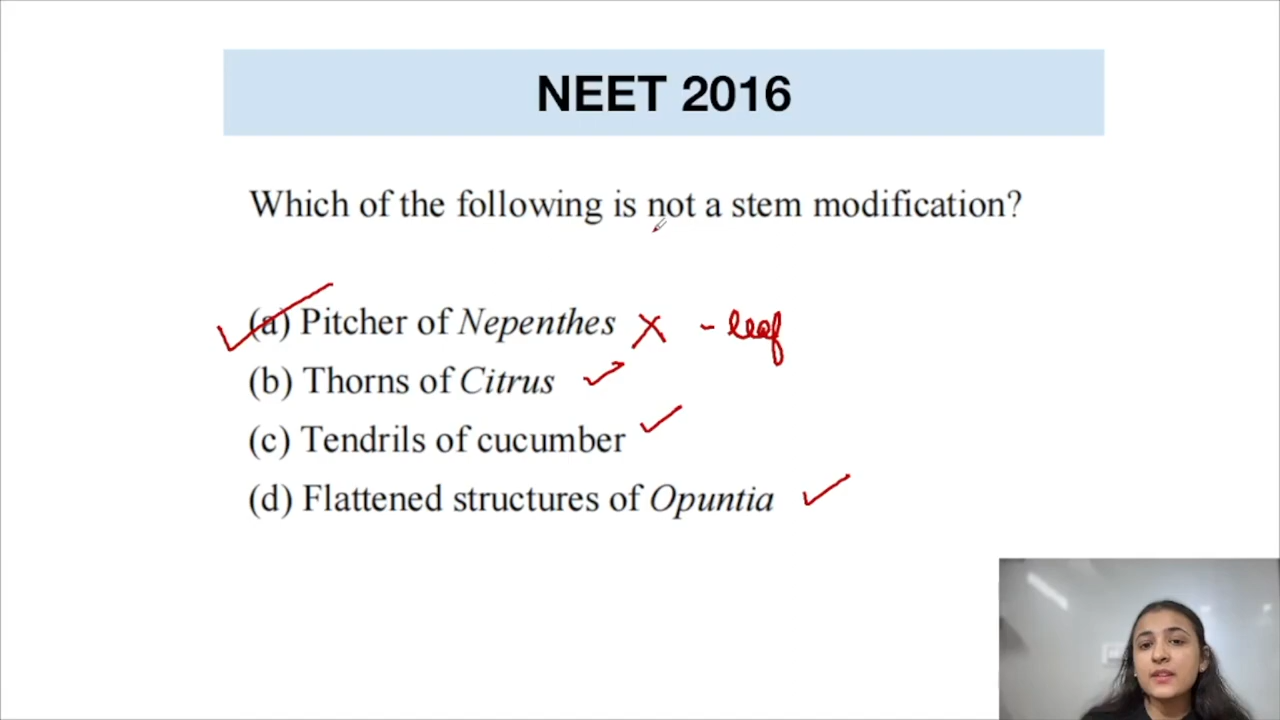 NEET 2016
Which of the following is not a stem modification?
(a) Pitcher of Nepenthes X - leaf
(b) Thorns of Citrus
(c) Tendrils of cucumber
(d) Flattened structures of Opuntia